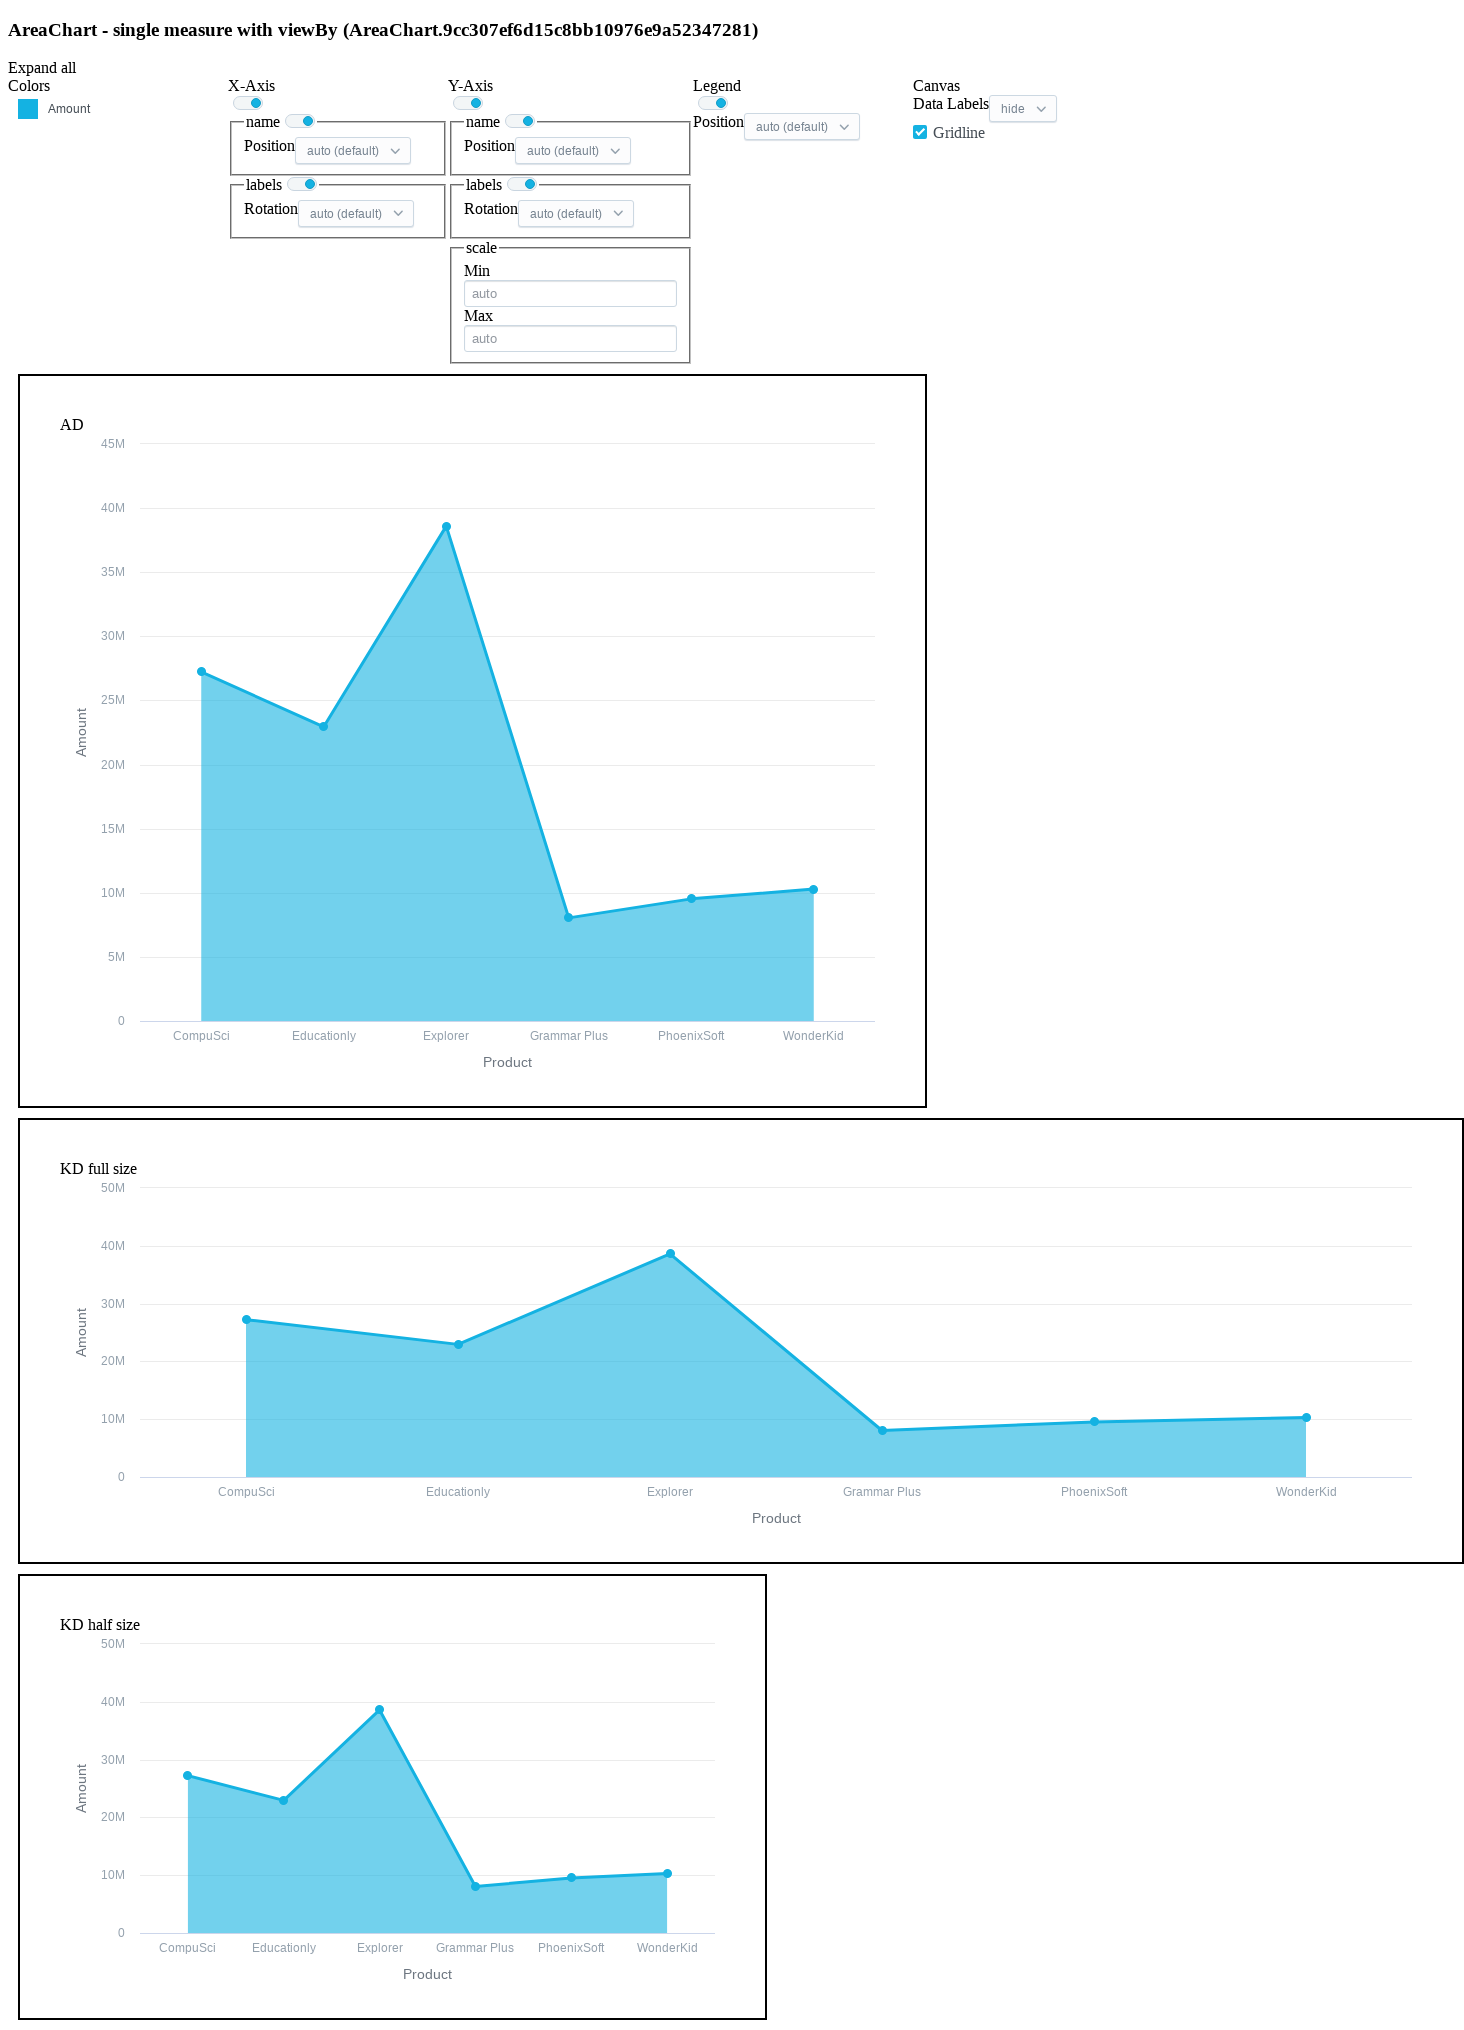 AreaChart - single measure with viewBy (AreaChart.9cc307ef6d15c8bb10976e9a52347281)
Expand all
Colors
Amount
X-Axis
name
Position auto (default)
labels
Rotation auto (default)
Y-Axis
name
Position auto (default)
labels
Rotation auto (default)
scale
Min
auto
Max
auto
Legend
Position auto (default)
Canvas
Data Labels hide
Gridline
AD
45M
40M
35M
30M
25M
20M
15M
10M
5M
0
Amount
CompuSci Educationly Explorer Grammar Plus PhoenixSoft WonderKid
Product
KD full size
50M
40M
30M
20M
10M
0
Amount
CompuSci Educationly Explorer Grammar Plus PhoenixSoft WonderKid
Product
KD half size
50M
40M
30M
20M
10M
0
Amount
CompuSci Educationly Explorer Grammar Plus PhoenixSoft WonderKid
Product